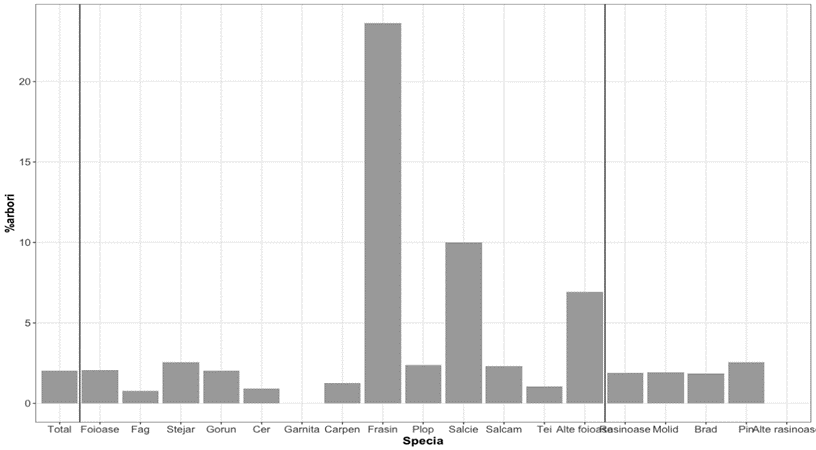 %arbori
20
15
10
5
0
Total Foioase Fag Stejar Gorun Cer Garnita Carpen Frasin Plop Salcie Salcam Tei Alte foioase Rasinoase Molid Brad Pin Alte rasinoase
Specia